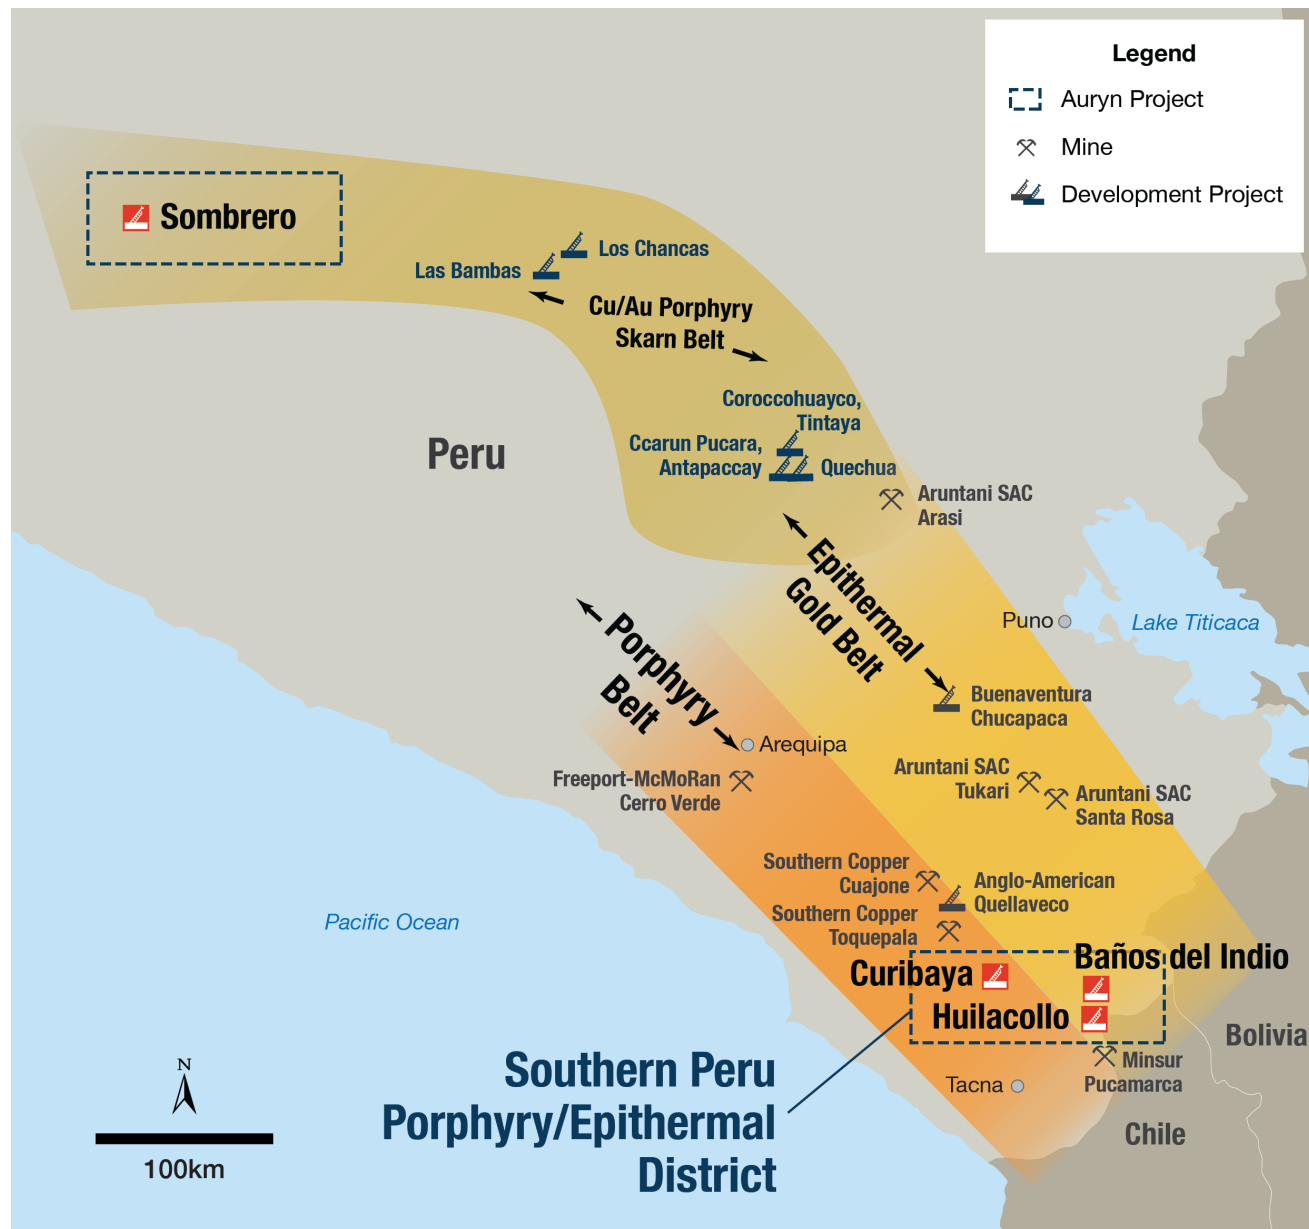 Legend
Auryn Project
Mine
Development Project
Sombrero
Los Chancas
Las Bambas
Cu/Au Porphyry
Skarn Belt
Coroccohuayco,
Tintaya
Peru
Ccarun Pucara,
Antapaccay
Quechua
Aruntani SAC
Arasi
Epithermal
Gold Belt
Puno
Lake Titicaca
Porphyry
Belt
Buenaventura
Chucapaca
Arequipa
Freeport-McMoRan
Cerro Verde
Aruntani SAC
Tukari
Aruntani SAC
Santa Rosa
Southern Copper
Cuajone
Anglo-American
Quellaveco
Southern Copper
Toquepala
Pacific Ocean
Baños del Indio
Curibaya
Huilacollo
Bolivia
Minsur
Pucamarca
Tacna
Southern Peru
Porphyry/Epithermal
District
Chile
N
100km